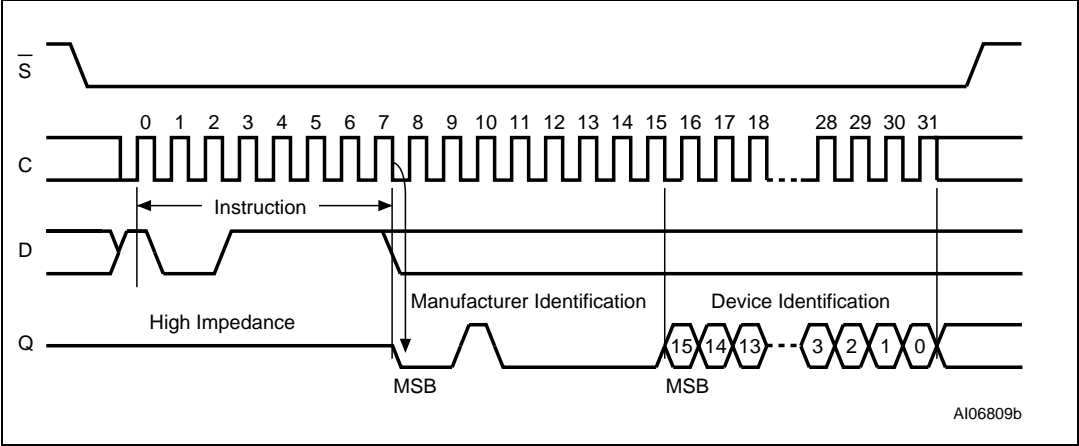 S
0 1 2 3 4 5 6 7 8 9 10 11 12 13 14 15 16 17 18 28 29 30 31
C
Instruction
D
Manufacturer Identification Device Identification
High Impedance
Q
15 14 13 3 2 1 0
MSB MSB
AI06809b